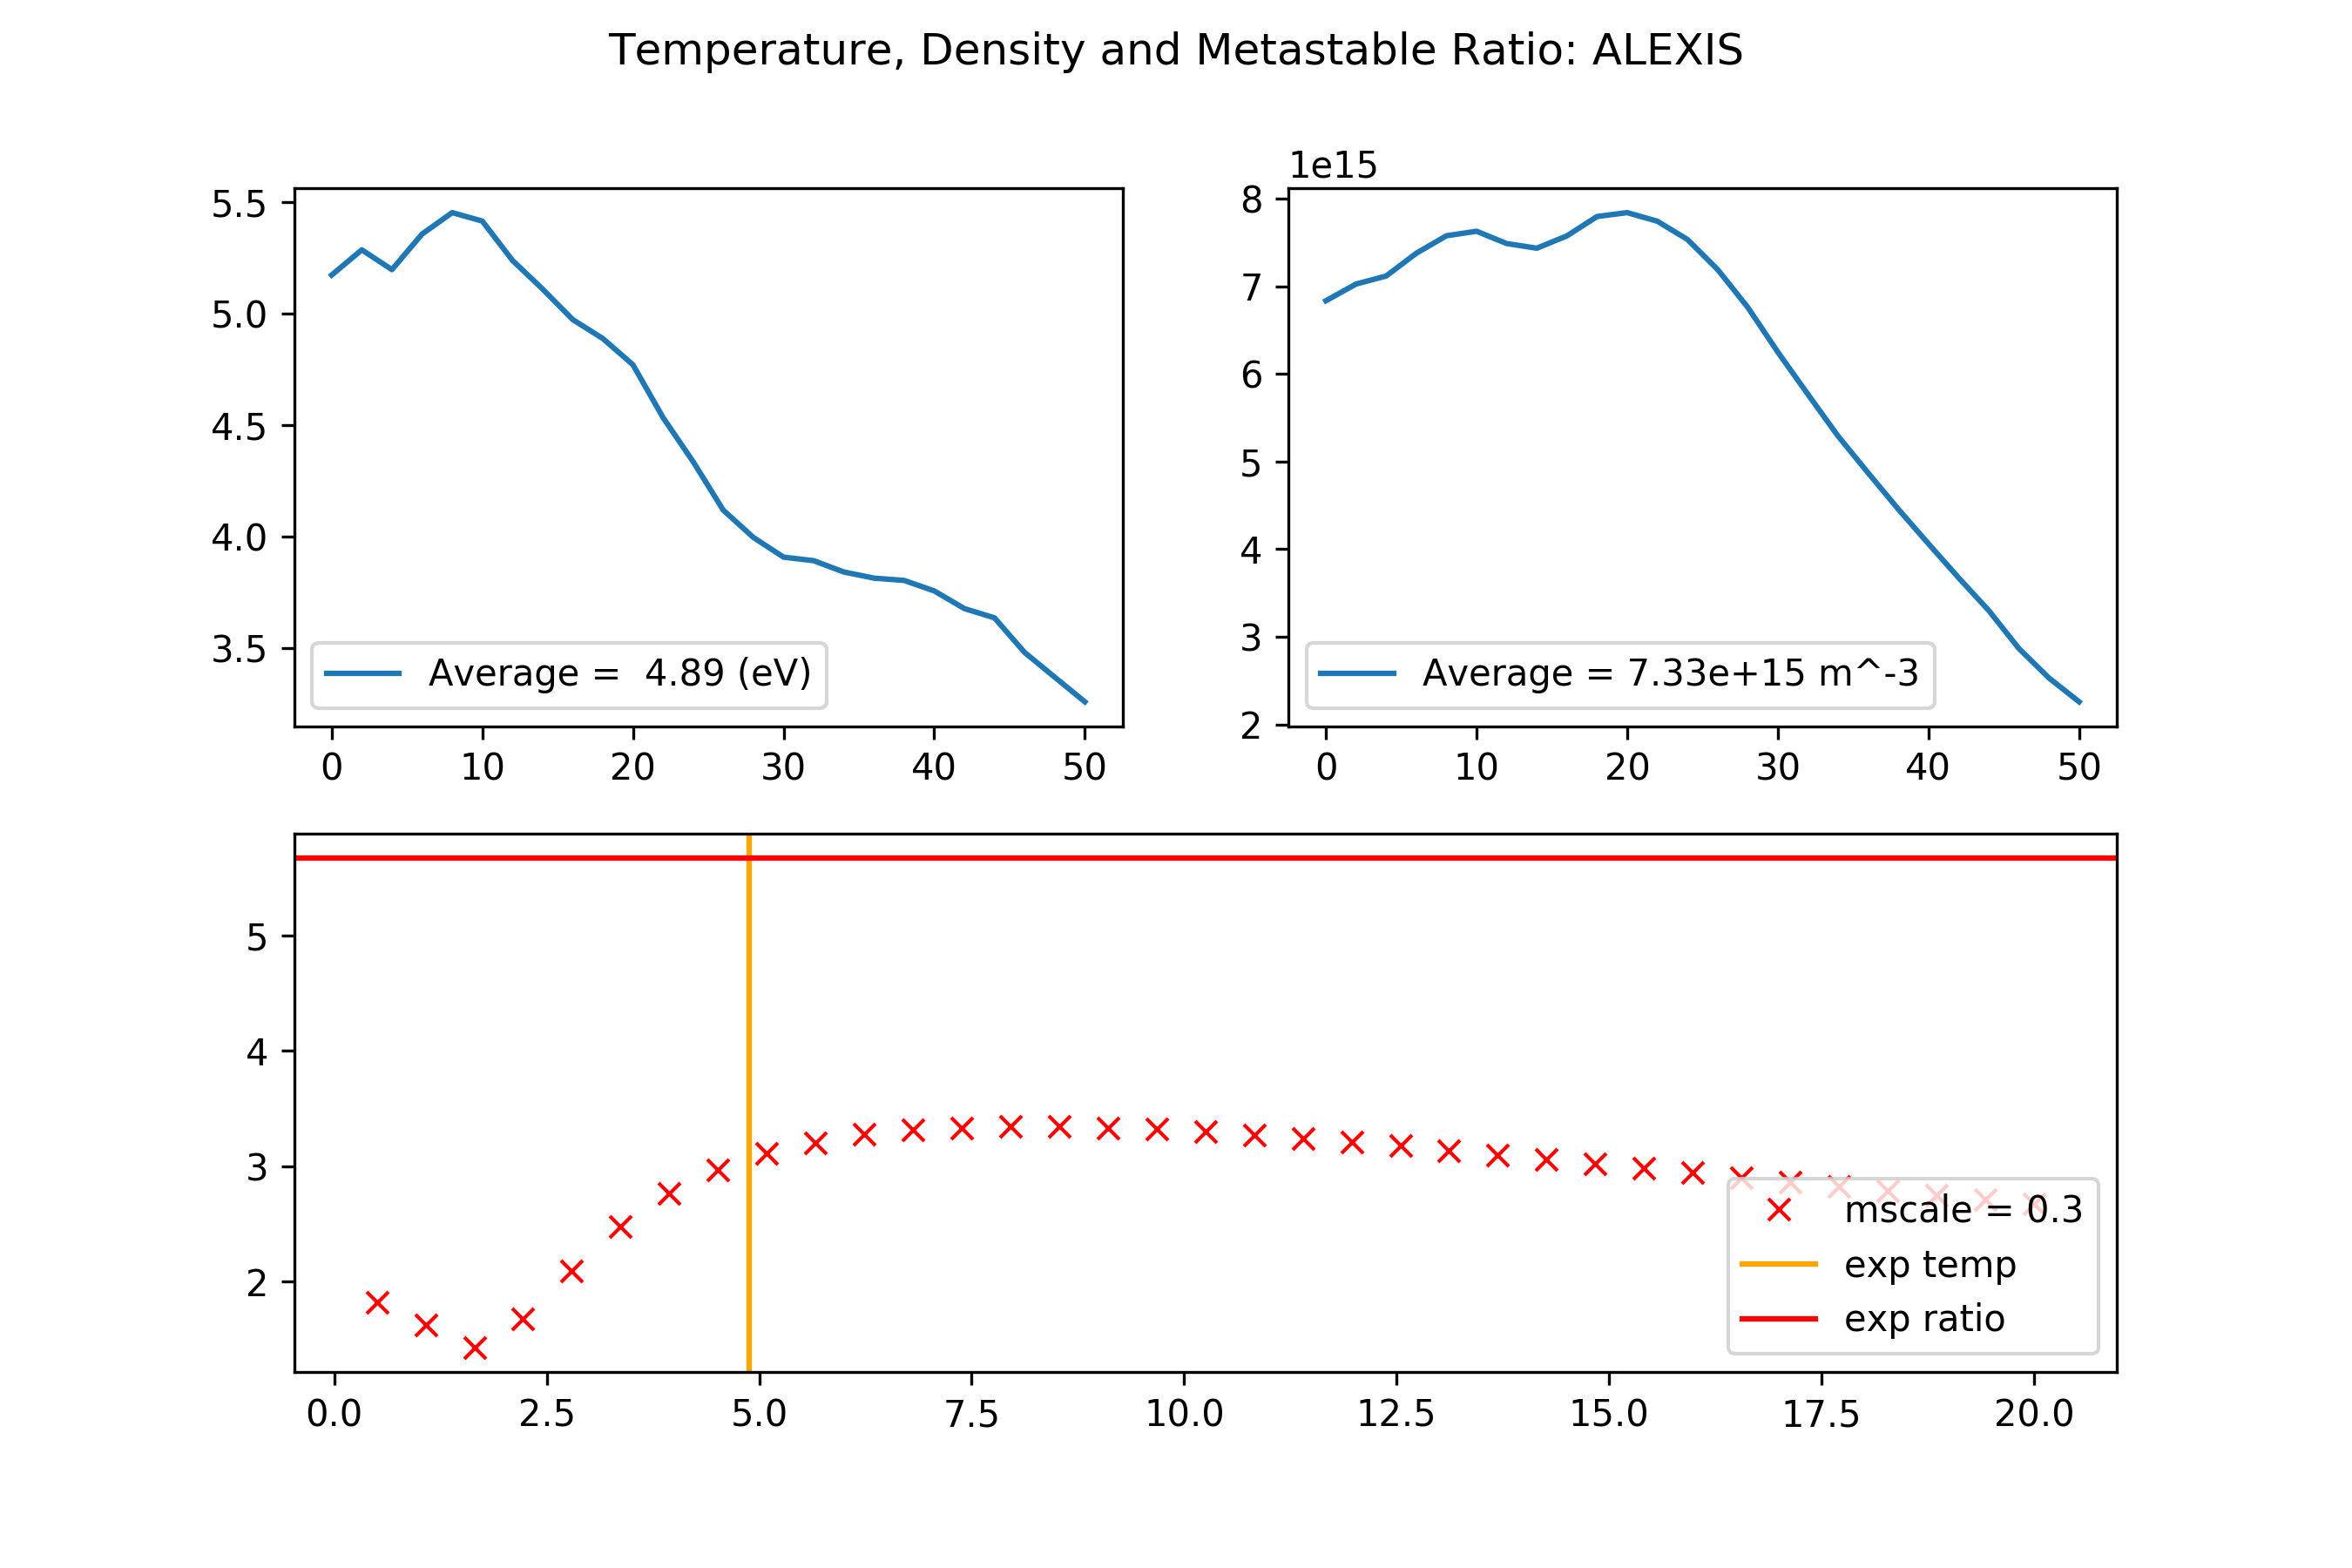 Temperature, Density and Metastable Ratio: ALEXIS
5.5
5.0
4.5
4.0
3.5
Average =  4.89 (eV)
0 10 20 30 40 50
1e15
8
7
6
5
4
3
2
Average = 7.33e+15 m^-3
0 10 20 30 40 50
5
4
3
2
mscale = 0.3
exp temp
exp ratio
0.0 2.5 5.0 7.5 10.0 12.5 15.0 17.5 20.0